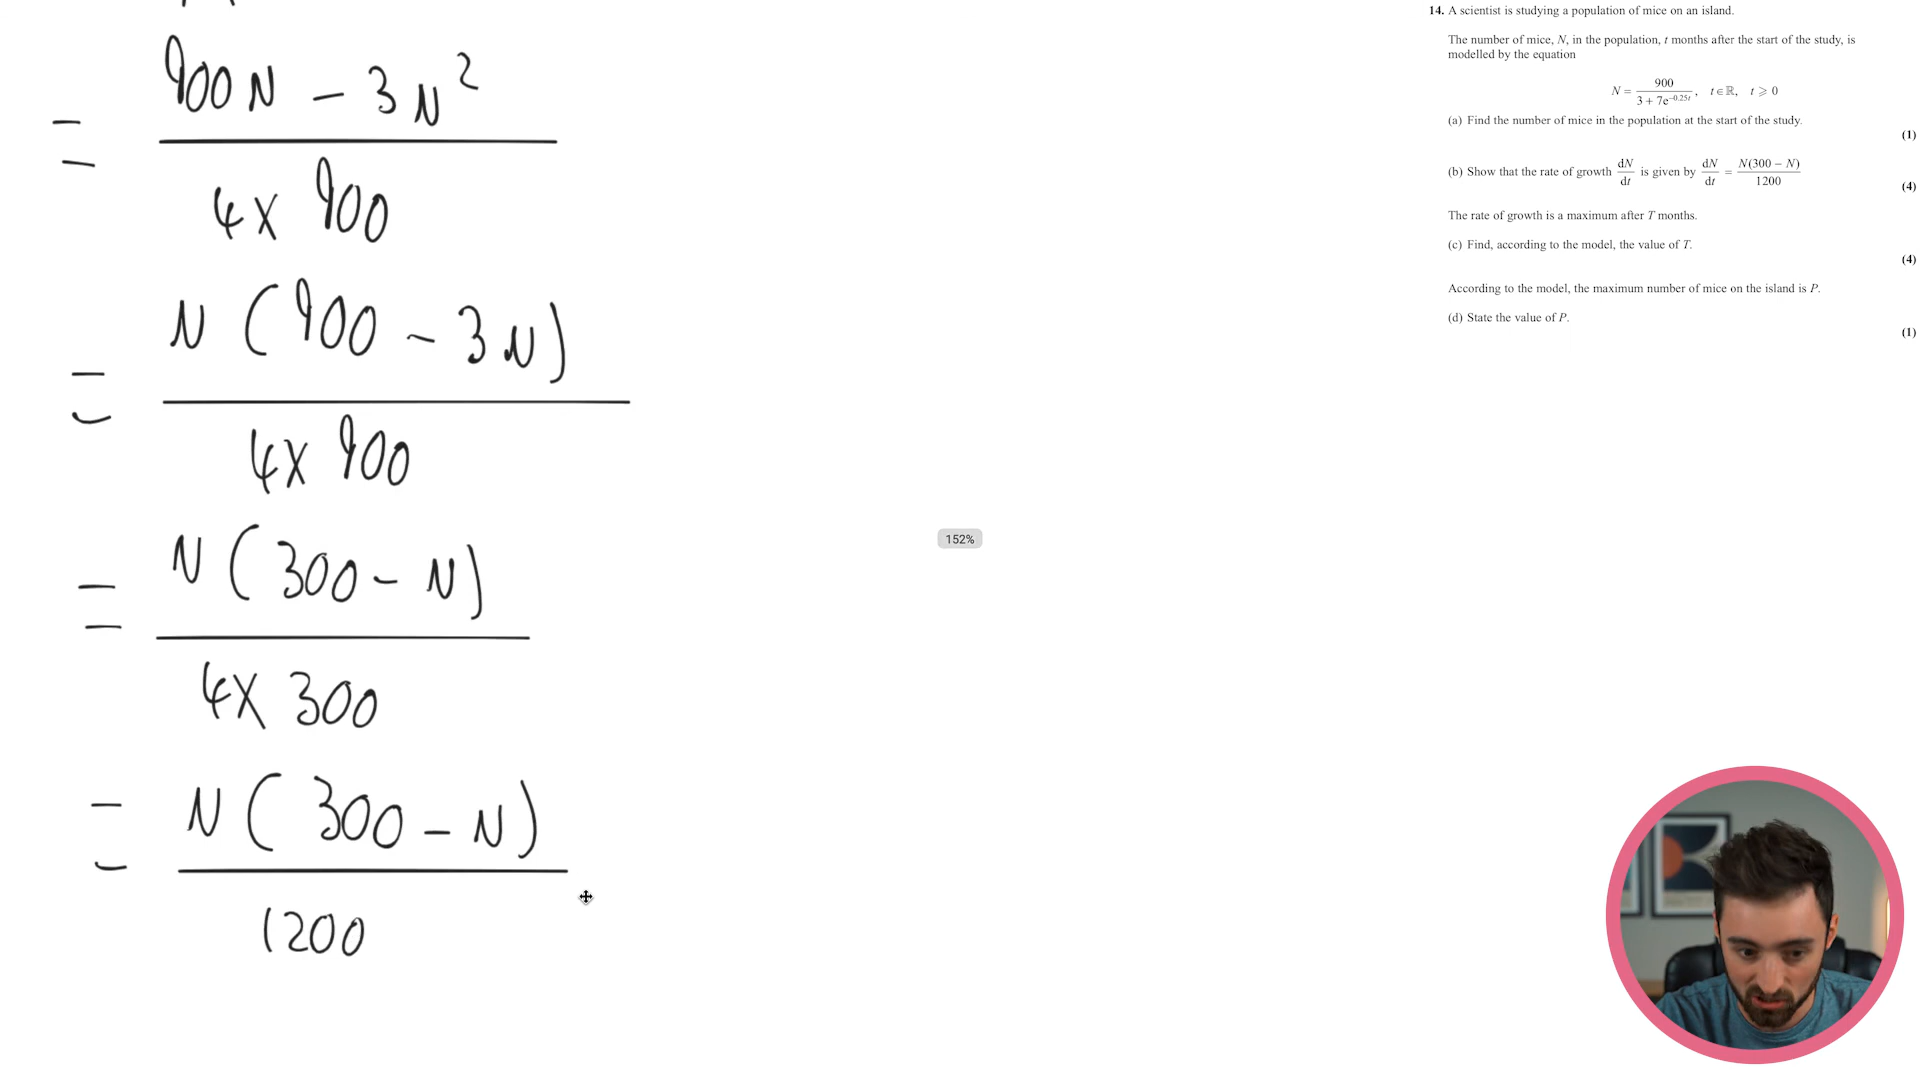 = 900N - 3N²
4 x 900
= N(900 - 3N)
4 x 900
= N(300 - N)
4 x 300
= N(300 - N)
1200
152%
14. A scientist is studying a population of mice on an island.
The number of mice, N, in the population, t months after the start of the study, is
modelled by the equation
N = 900 / (3 + 7e^{-0.25t}), t ∈ ℝ, t ⩾ 0
(a) Find the number of mice in the population at the start of the study.
(1)
(b) Show that the rate of growth dN/dt is given by dN/dt = N(300 − N)/1200
(4)
The rate of growth is a maximum after T months.
(c) Find, according to the model, the value of T.
(4)
According to the model, the maximum number of mice on the island is P.
(d) State the value of P.
(1)